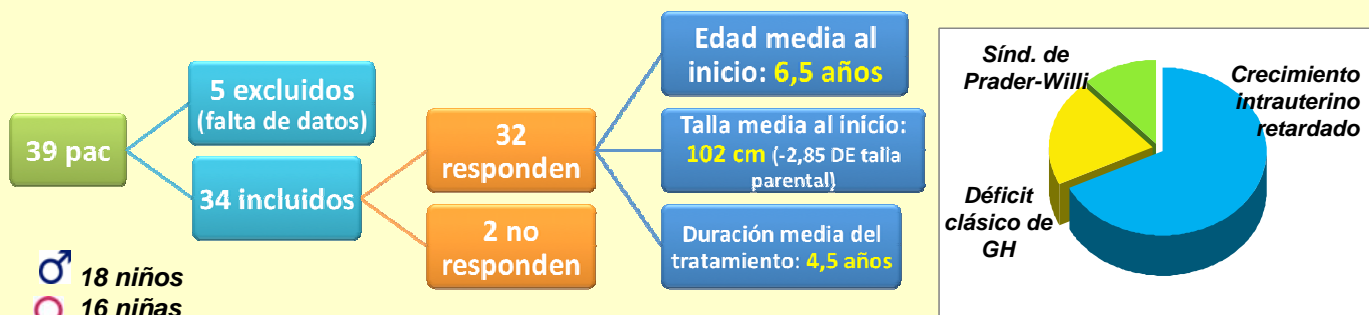 39 pac
5 excluidos
(falta de datos)
34 incluidos
32
responden
2 no
responden
Edad media al
inicio: 6,5 años
Talla media al inicio:
102 cm (-2,85 DE talla
parental)
Duración media del
tratamiento: 4,5 años
18 niños
16 niñas
Sínd. de
Prader-Willi
Crecimiento
intrauterino
retardado
Déficit
clásico de
GH